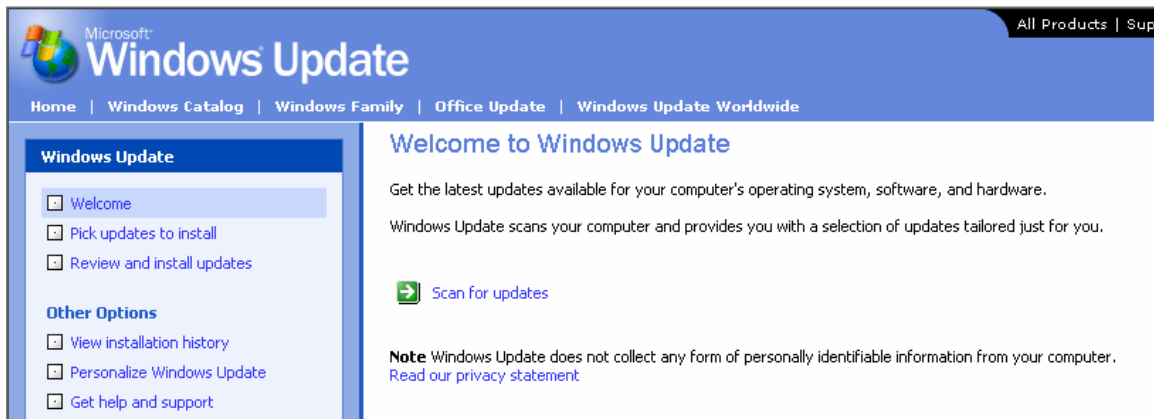 All Products | Sup
Microsoft
Windows Update
Home | Windows Catalog | Windows Family | Office Update | Windows Update Worldwide
Windows Update
Welcome
Pick updates to install
Review and install updates
Other Options
View installation history
Personalize Windows Update
Get help and support
Welcome to Windows Update
Get the latest updates available for your computer's operating system, software, and hardware.
Windows Update scans your computer and provides you with a selection of updates tailored just for you.
Scan for updates
Note Windows Update does not collect any form of personally identifiable information from your computer.
Read our privacy statement